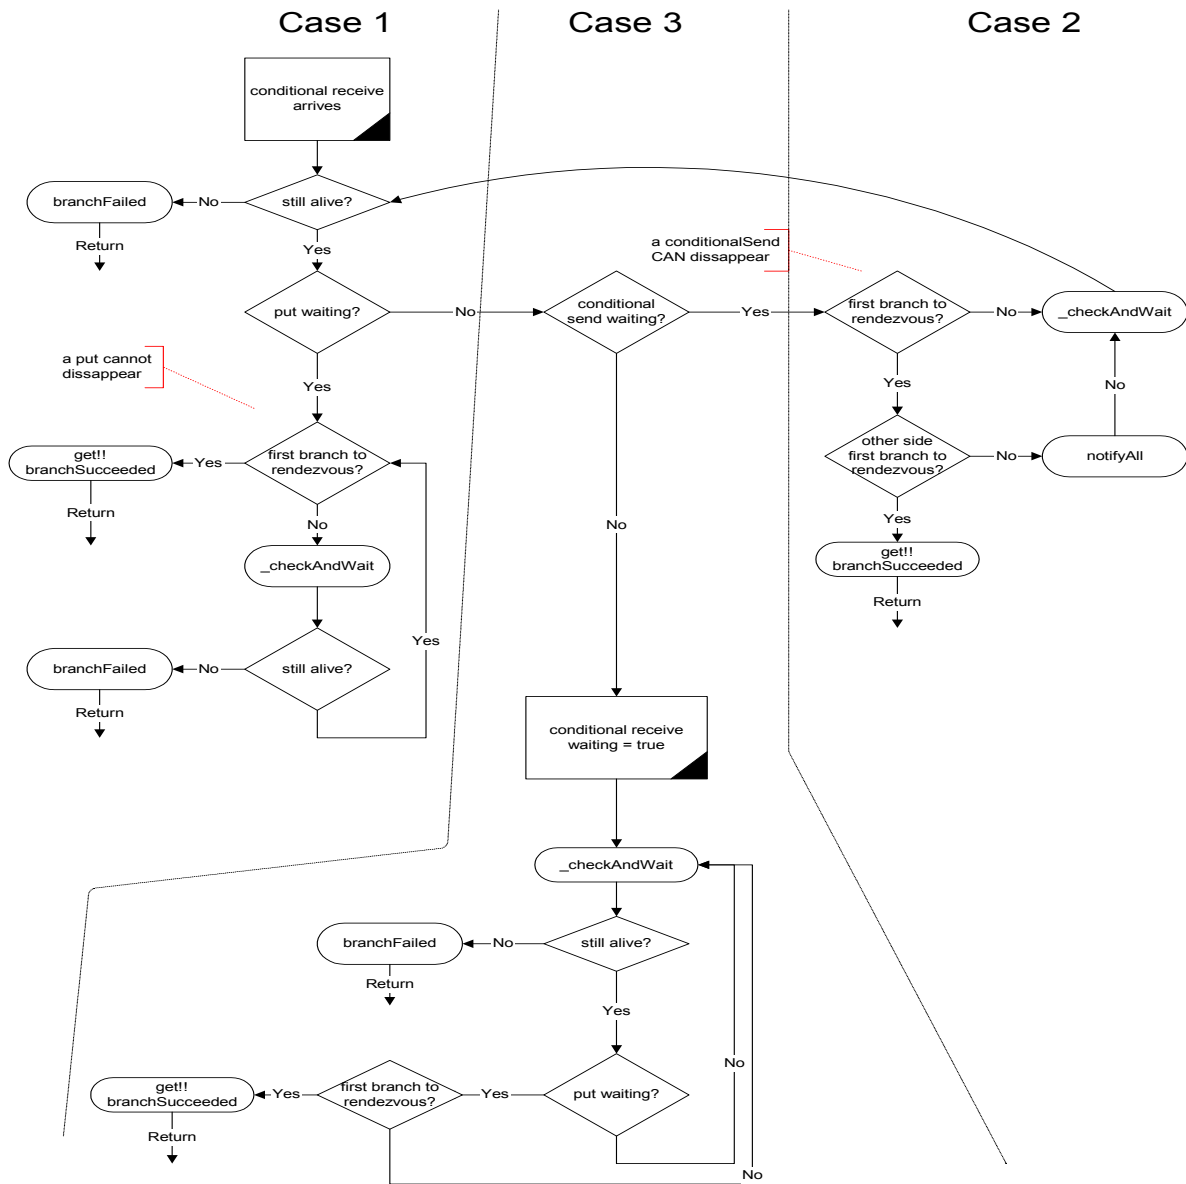 Case 1
Case 3
Case 2
conditional receive
arrives
branchFailed
No
still alive?
Return
Yes
a conditionalSend
CAN dissappear
put waiting?
No
conditional
send waiting?
Yes
first branch to
rendezvous?
No
_checkAndWait
a put cannot
dissappear
Yes
Yes
No
get!!
branchSucceeded
Yes
first branch to
rendezvous?
other side
first branch to
rendezvous?
No
notifyAll
Return
No
No
Yes
_checkAndWait
get!!
branchSucceeded
Return
Yes
branchFailed
No
still alive?
Return
conditional receive
waiting = true
_checkAndWait
branchFailed
No
still alive?
Return
Yes
No
get!!
branchSucceeded
Yes
first branch to
rendezvous?
Yes
put waiting?
Return
No